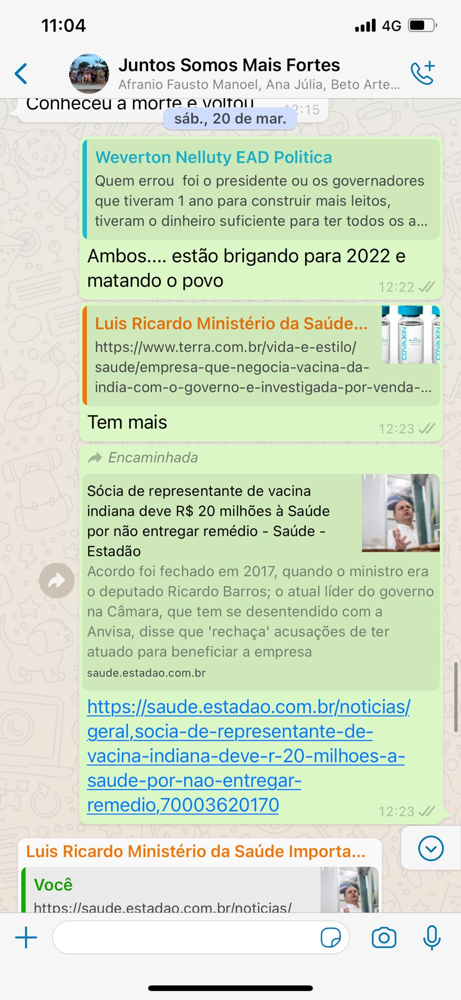 11:04
4G
Juntos Somos Mais Fortes
Afranio Fausto Manoel, Ana Júlia, Beto Arte...
Conheceu a morte e voltou
12:15
sáb., 20 de mar.
Weverton Nelluty EAD Politica
Quem errou  foi o presidente ou os governadores
que tiveram 1 ano para construir mais leitos,
tiveram o dinheiro suficiente para ter todos os a...
Ambos.... estão brigando para 2022 e
matando o povo
12:22
Luis Ricardo Ministério da Saúde...
https://www.terra.com.br/vida-e-estilo/
saude/empresa-que-negocia-vacina-da-
india-com-o-governo-e-investigada-por-venda-...
COVAXIN
Tem mais
12:23
Encaminhada
Sócia de representante de vacina
indiana deve R$ 20 milhões à Saúde
por não entregar remédio - Saúde -
Estadão
Acordo foi fechado em 2017, quando o ministro era
o deputado Ricardo Barros; o atual líder do governo
na Câmara, que tem se desentendido com a
Anvisa, disse que 'rechaça' acusações de ter
atuado para beneficiar a empresa
saude.estadao.com.br
https://saude.estadao.com.br/noticias/
geral,socia-de-representante-de-
vacina-indiana-deve-r-20-milhoes-a-
saude-por-nao-entregar-
remedio,70003620170
12:23
Luis Ricardo Ministério da Saúde Importa...
Você
https://saude.estadao.com.br/noticias/